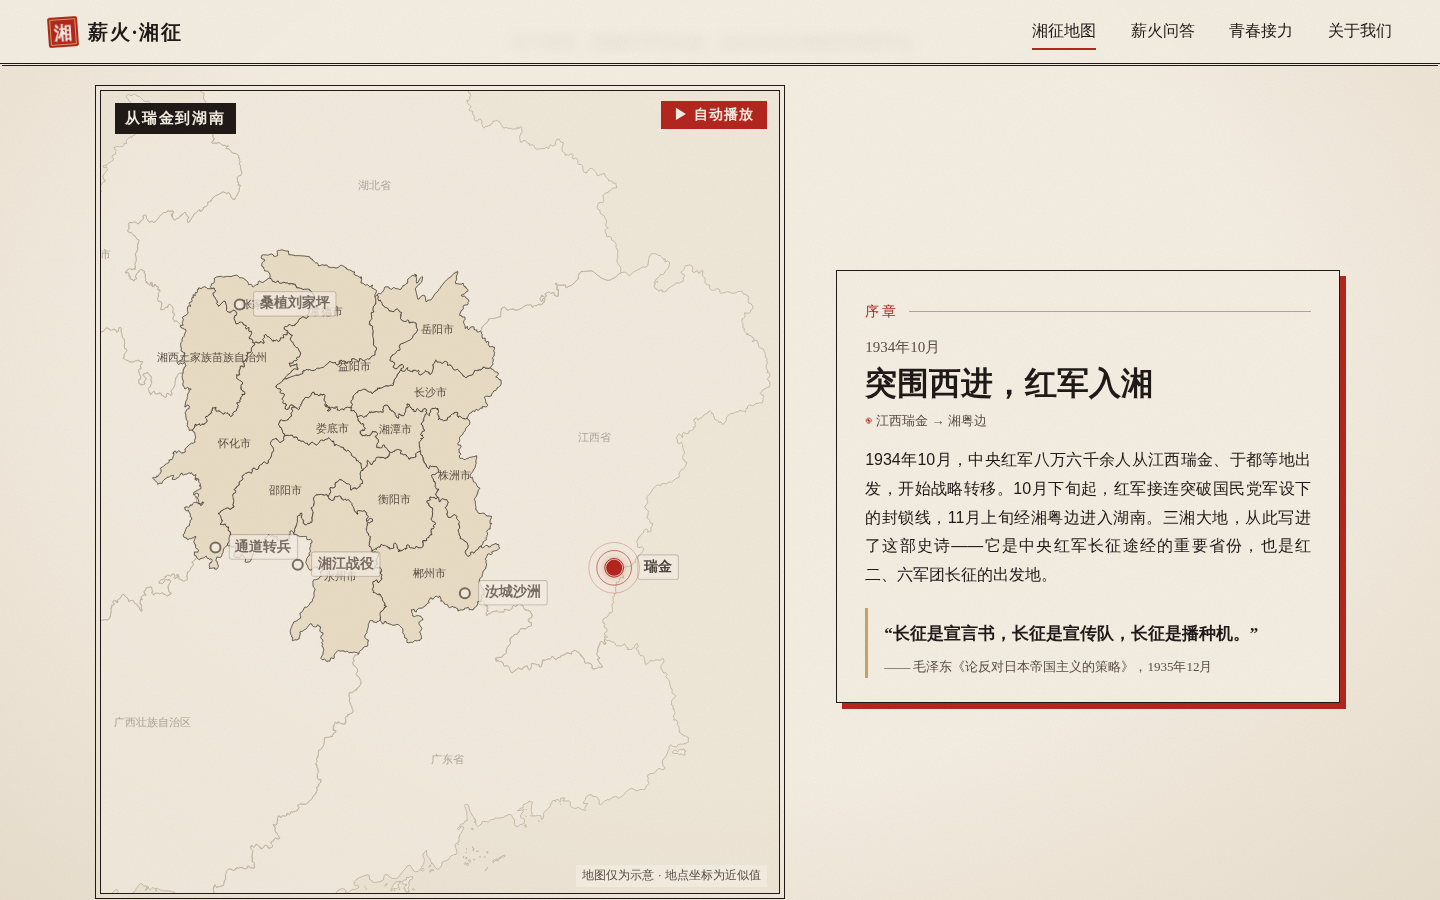 湘 薪火·湘征
湘征地图 薪火问答 青春接力 关于我们
从瑞金到湖南
▶ 自动播放
湖北省
市
桑植刘家坪
市
岳阳市
湘西土家族苗族自治州
益阳市
长沙市
娄底市
湘潭市
江西省
怀化市
株洲市
邵阳市
衡阳市
通道转兵
湘江战役
永州市
郴州市
瑞金
汝城沙洲
广西壮族自治区
广东省
地图仅为示意 · 地点坐标为近似值
序章
1934年10月
突围西进，红军入湘
江西瑞金 → 湘粤边
1934年10月，中央红军八万六千余人从江西瑞金、于都等地出
发，开始战略转移。10月下旬起，红军接连突破国民党军设下
的封锁线，11月上旬经湘粤边进入湖南。三湘大地，从此写进
了这部史诗——它是中央红军长征途经的重要省份，也是红
二、六军团长征的出发地。
“长征是宣言书，长征是宣传队，长征是播种机。”
—— 毛泽东《论反对日本帝国主义的策略》，1935年12月